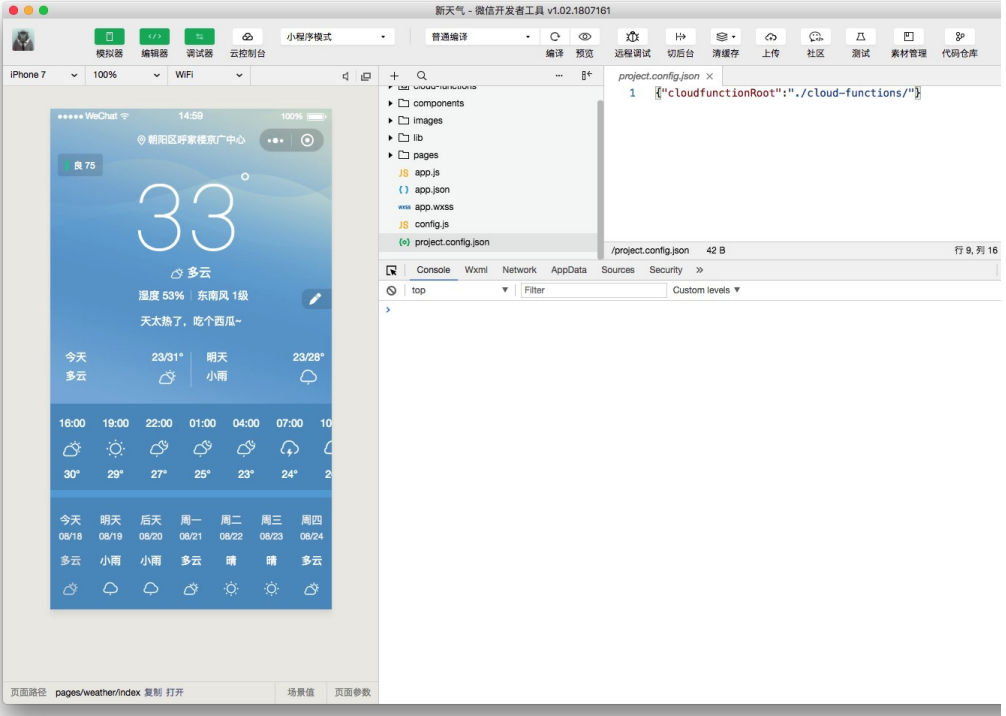 新天气 - 微信开发者工具 v1.02.1807161
模拟器 编辑器 调试器 云控制台 小程序模式 普通编译 编译 预览 远程调试 切后台 清缓存 上传 社区 测试 素材管理 代码仓库
iPhone 7 100% WiFi
●●●●● WeChat 14:59 100%
朝阳区呼家楼京广中心
良 75
33°
多云
湿度 53% 东南风 1级
天太热了，吃个西瓜~
今天 23/31° 明天 23/28°
多云 小雨
16:00 19:00 22:00 01:00 04:00 07:00 10
30° 29° 27° 25° 23° 24° 2
今天 明天 后天 周一 周二 周三 周四
08/18 08/19 08/20 08/21 08/22 08/23 08/24
多云 小雨 小雨 多云 晴 晴 多云
页面路径 pages/weather/index 复制 打开 场景值 页面参数
cloud-functions
components
images
lib
pages
JS app.js
{ } app.json
wxss app.wxss
JS config.js
{o} project.config.json
project.config.json ×
1 {"cloudfunctionRoot":"./cloud-functions/"}
/project.config.json 42 B 行 9, 列 16
Console Wxml Network AppData Sources Security »
top Filter Custom levels